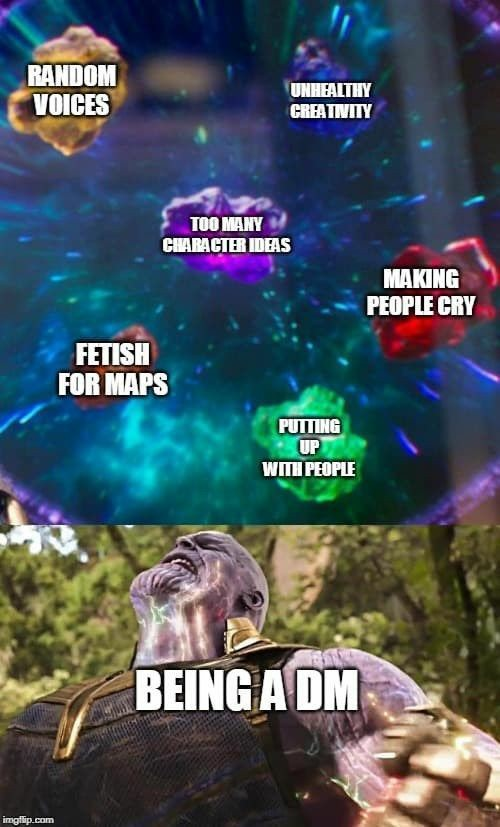 RANDOM
VOICES
UNHEALTHY
CREATIVITY
TOO MANY
CHARACTER IDEAS
MAKING
PEOPLE CRY
FETISH
FOR MAPS
PUTTING
UP
WITH PEOPLE
BEING A DM
imgflip.com